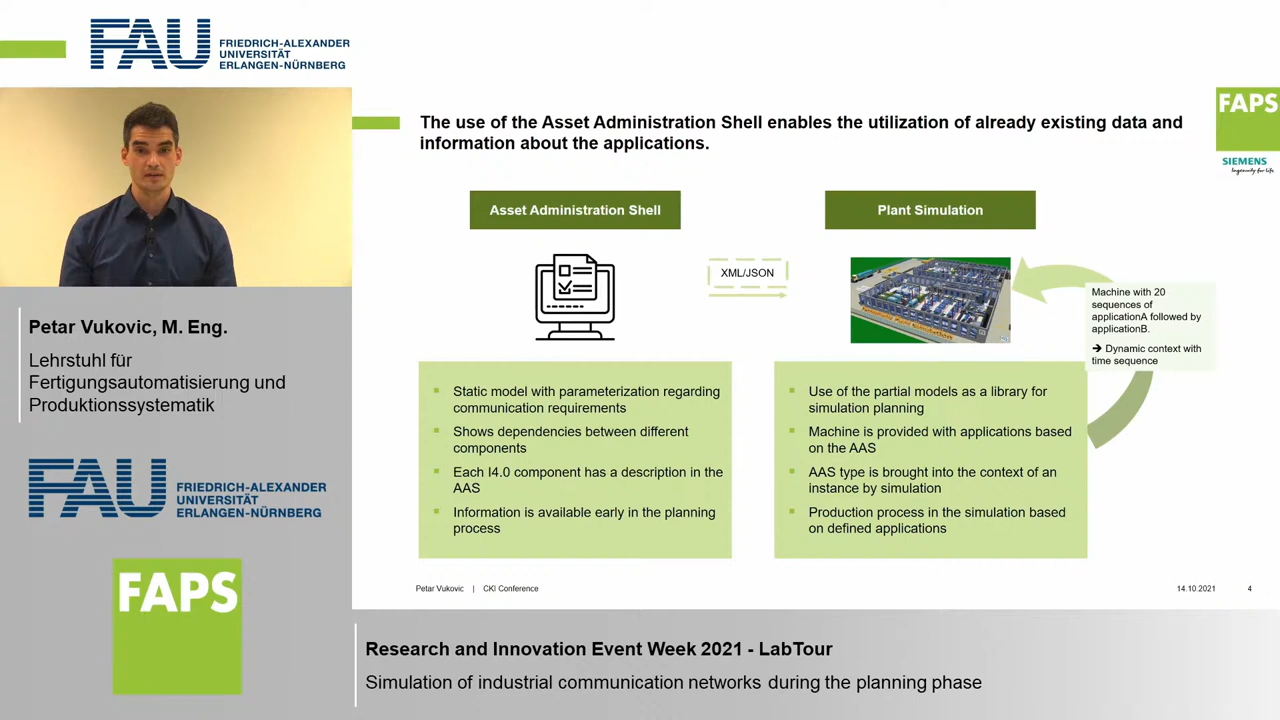 FAU FRIEDRICH-ALEXANDER
UNIVERSITÄT
ERLANGEN-NÜRNBERG
FAPS
SIEMENS
Ingenuity for life
The use of the Asset Administration Shell enables the utilization of already existing data and
information about the applications.
Asset Administration Shell
Plant Simulation
XML/JSON
Machine with 20
sequences of
applicationA followed by
applicationB.
➔ Dynamic context with
time sequence
▪ Static model with parameterization regarding
communication requirements
▪ Shows dependencies between different
components
▪ Each I4.0 component has a description in the
AAS
▪ Information is available early in the planning
process
▪ Use of the partial models as a library for
simulation planning
▪ Machine is provided with applications based
on the AAS
▪ AAS type is brought into the context of an
instance by simulation
▪ Production process in the simulation based
on defined applications
Petar Vukovic | CKI Conference
14.10.2021 4
Petar Vukovic, M. Eng.
Lehrstuhl für
Fertigungsautomatisierung und
Produktionssystematik
FAU FRIEDRICH-ALEXANDER
UNIVERSITÄT
ERLANGEN-NÜRNBERG
FAPS
Research and Innovation Event Week 2021 - LabTour
Simulation of industrial communication networks during the planning phase